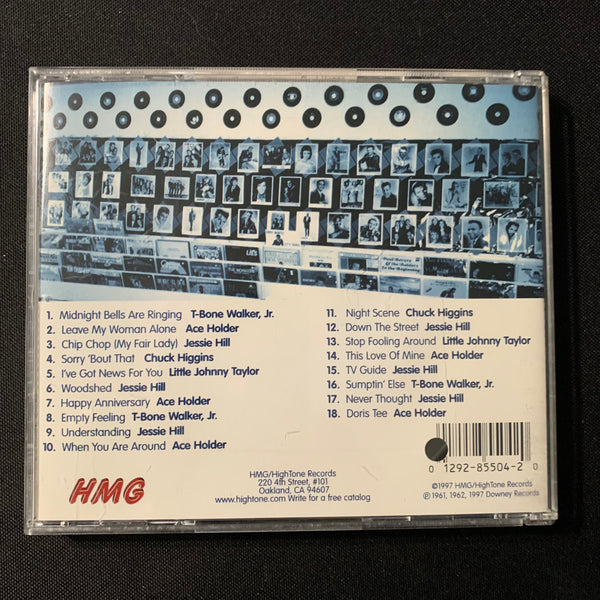 1. Midnight Bells Are Ringing T-Bone Walker, Jr.
2. Leave My Woman Alone Ace Holder
3. Chip Chop (My Fair Lady) Jessie Hill
4. Sorry 'Bout That Chuck Higgins
5. I've Got News For You Little Johnny Taylor
6. Woodshed Jessie Hill
7. Happy Anniversary Ace Holder
8. Empty Feeling T-Bone Walker, Jr.
9. Understanding Jessie Hill
10. When You Are Around Ace Holder
11. Night Scene Chuck Higgins
12. Down The Street Jessie Hill
13. Stop Fooling Around Little Johnny Taylor
14. This Love Of Mine Ace Holder
15. TV Guide Jessie Hill
16. Sumptin' Else T-Bone Walker, Jr.
17. Never Thought Jessie Hill
18. Doris Tee Ace Holder
HMG
HMG/HighTone Records
220 4th Street, #101
Oakland, CA 94607
www.hightone.com Write for a free catalog
0 1292-85504-2 0
©1997 HMG/HighTone Records
℗ 1961, 1962, 1997 Downey Records